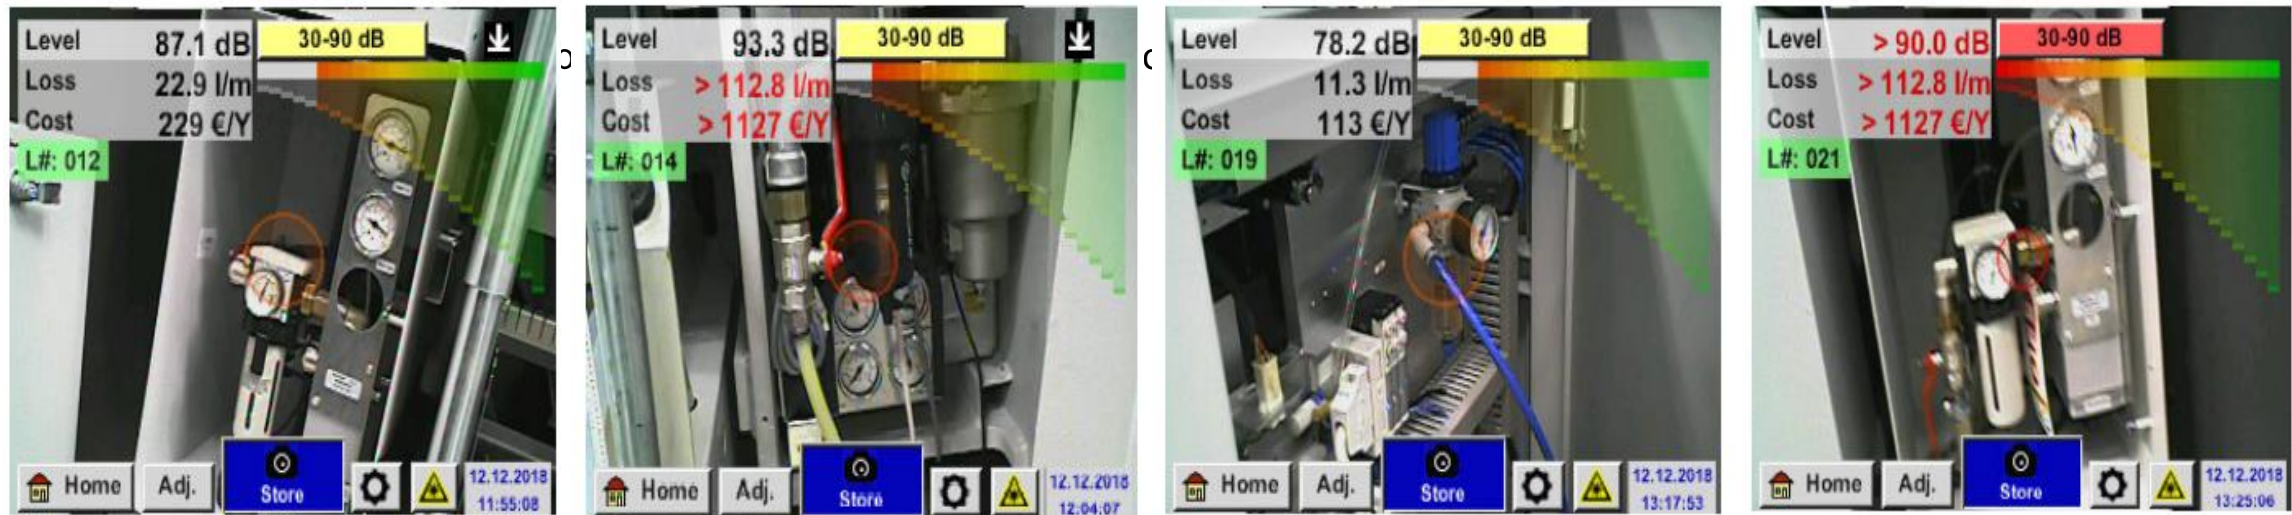 Level 87.1 dB 30-90 dB
Loss 22.9 l/m
Cost 229 €/Y
L#: 012
Home Adj. Store 12.12.2018
11:55:08
Level 93.3 dB 30-90 dB
Loss > 112.8 l/m
Cost > 1127 €/Y
L#: 014
Home Adj. Store 12.12.2018
12:04:07
Level 78.2 dB 30-90 dB
Loss 11.3 l/m
Cost 113 €/Y
L#: 019
Home Adj. Store 12.12.2018
13:17:53
Level > 90.0 dB 30-90 dB
Loss > 112.8 l/m
Cost > 1127 €/Y
L#: 021
Home Adj. Store 12.12.2018
13:25:06